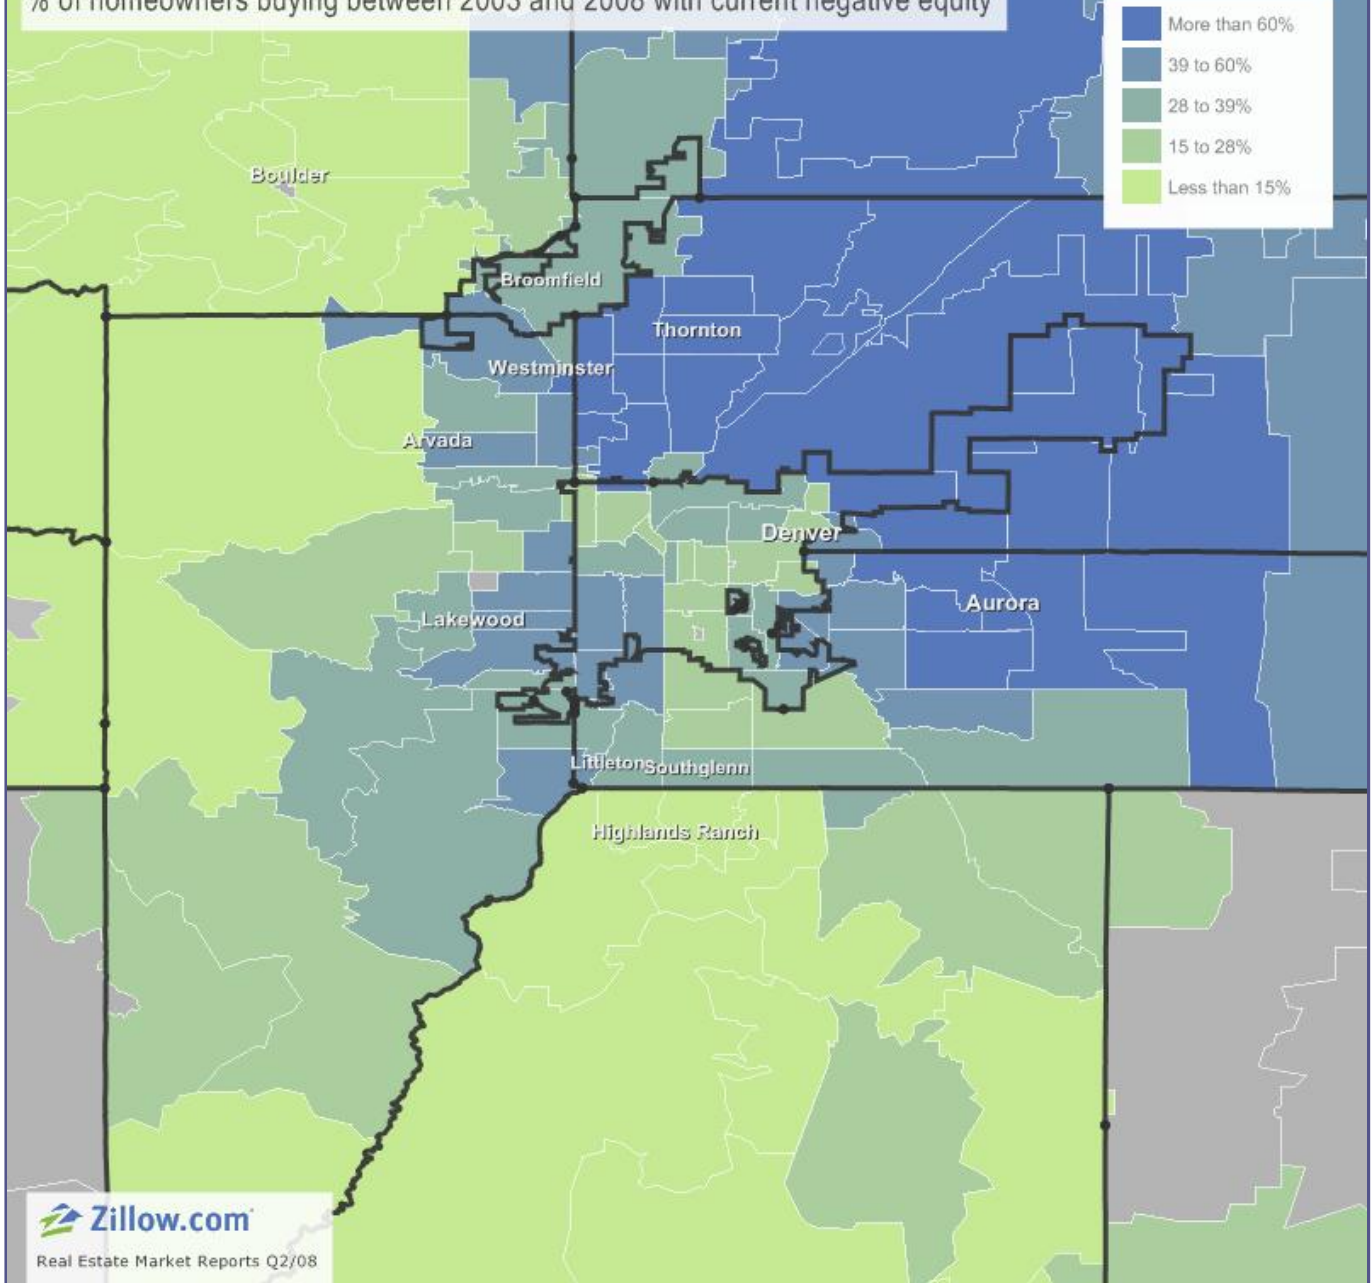 % of homeowners buying between 2003 and 2008 with current negative equity
More than 60%
39 to 60%
28 to 39%
15 to 28%
Less than 15%
Boulder
Broomfield
Thornton
Westminster
Arvada
Denver
Aurora
Lakewood
Littleton
Southglenn
Highlands Ranch
Zillow.com
Real Estate Market Reports Q2/08